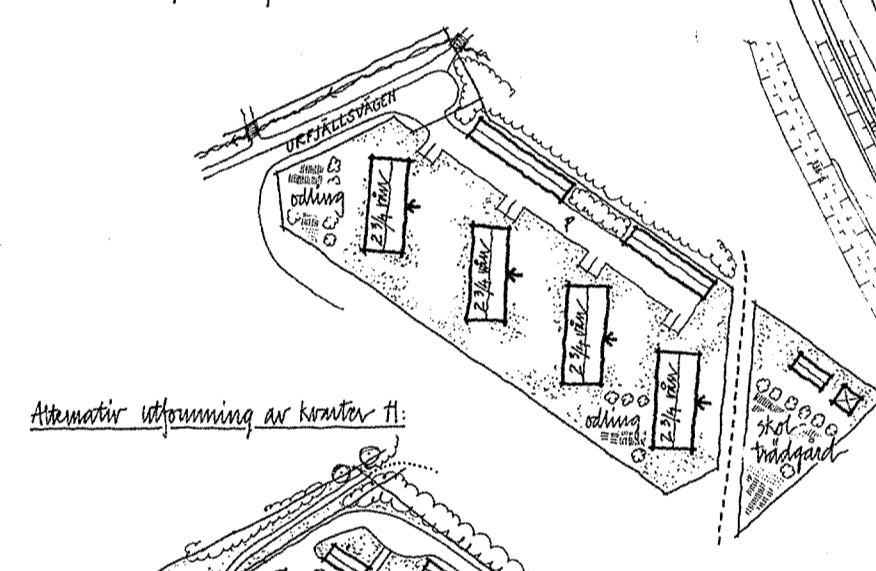 URFJÄLLSVÄGEN
odling
2 3/4 vån
2 3/4 vån
2 3/4 vån
2 3/4 vån
P
odling
skol
trädgård
Alternativ utformning av kvarter H: